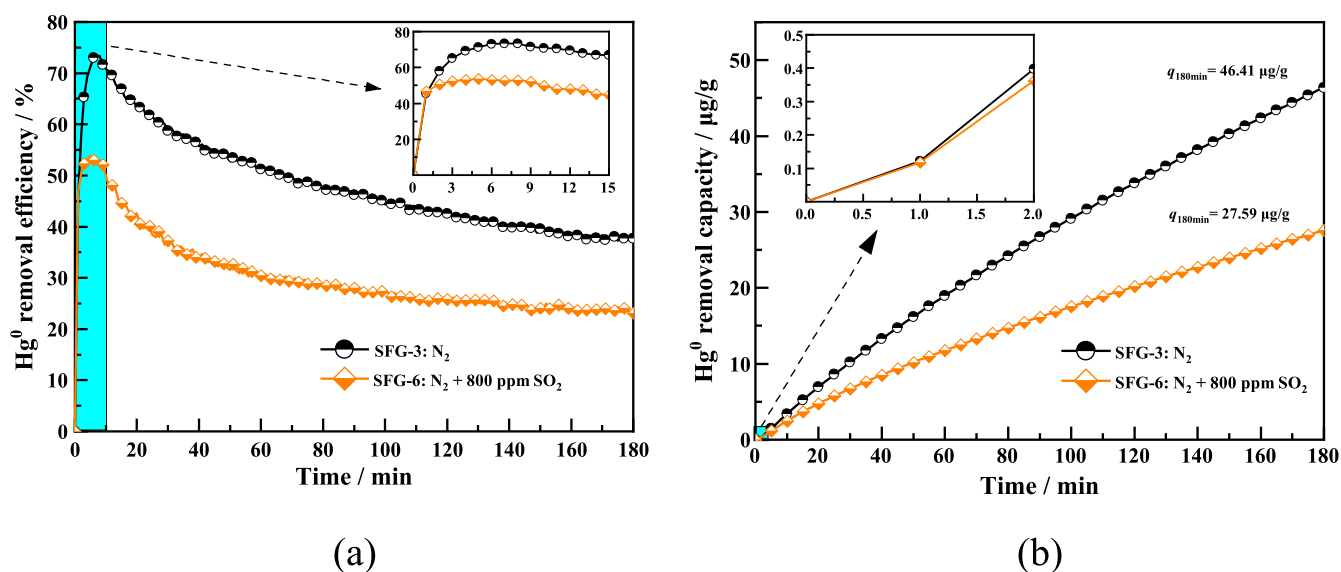 80
70
60
50
40
30
20
10
0
Hg⁰ removal efficiency / %
0 20 40 60 80 100 120 140 160 180
Time / min
80
60
40
20
0 3 6 9 12 15
SFG-3: N₂
SFG-6: N₂ + 800 ppm SO₂
(a)
50
40
30
20
10
0
Hg⁰ removal capacity / μg/g
0 20 40 60 80 100 120 140 160 180
Time / min
0.5
0.4
0.3
0.2
0.1
0.0 0.5 1.0 1.5 2.0
q₁₈₀ₘᵢₙ= 46.41 μg/g
q₁₈₀ₘᵢₙ= 27.59 μg/g
SFG-3: N₂
SFG-6: N₂ + 800 ppm SO₂
(b)